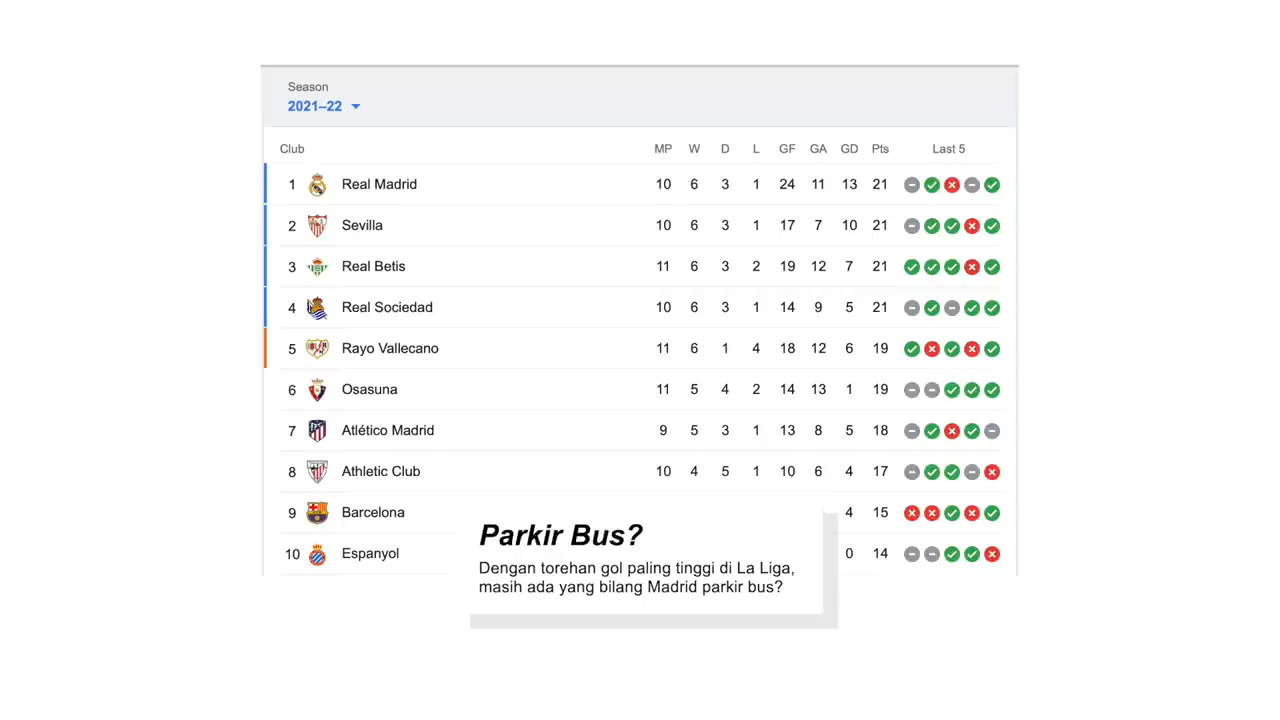 Season
2021–22
Club MP W D L GF GA GD Pts Last 5
1 Real Madrid 10 6 3 1 24 11 13 21
2 Sevilla 10 6 3 1 17 7 10 21
3 Real Betis 11 6 3 2 19 12 7 21
4 Real Sociedad 10 6 3 1 14 9 5 21
5 Rayo Vallecano 11 6 1 4 18 12 6 19
6 Osasuna 11 5 4 2 14 13 1 19
7 Atlético Madrid 9 5 3 1 13 8 5 18
8 Athletic Club 10 4 5 1 10 6 4 17
9 Barcelona 4 15
10 Espanyol 0 14
Parkir Bus?
Dengan torehan gol paling tinggi di La Liga,
masih ada yang bilang Madrid parkir bus?